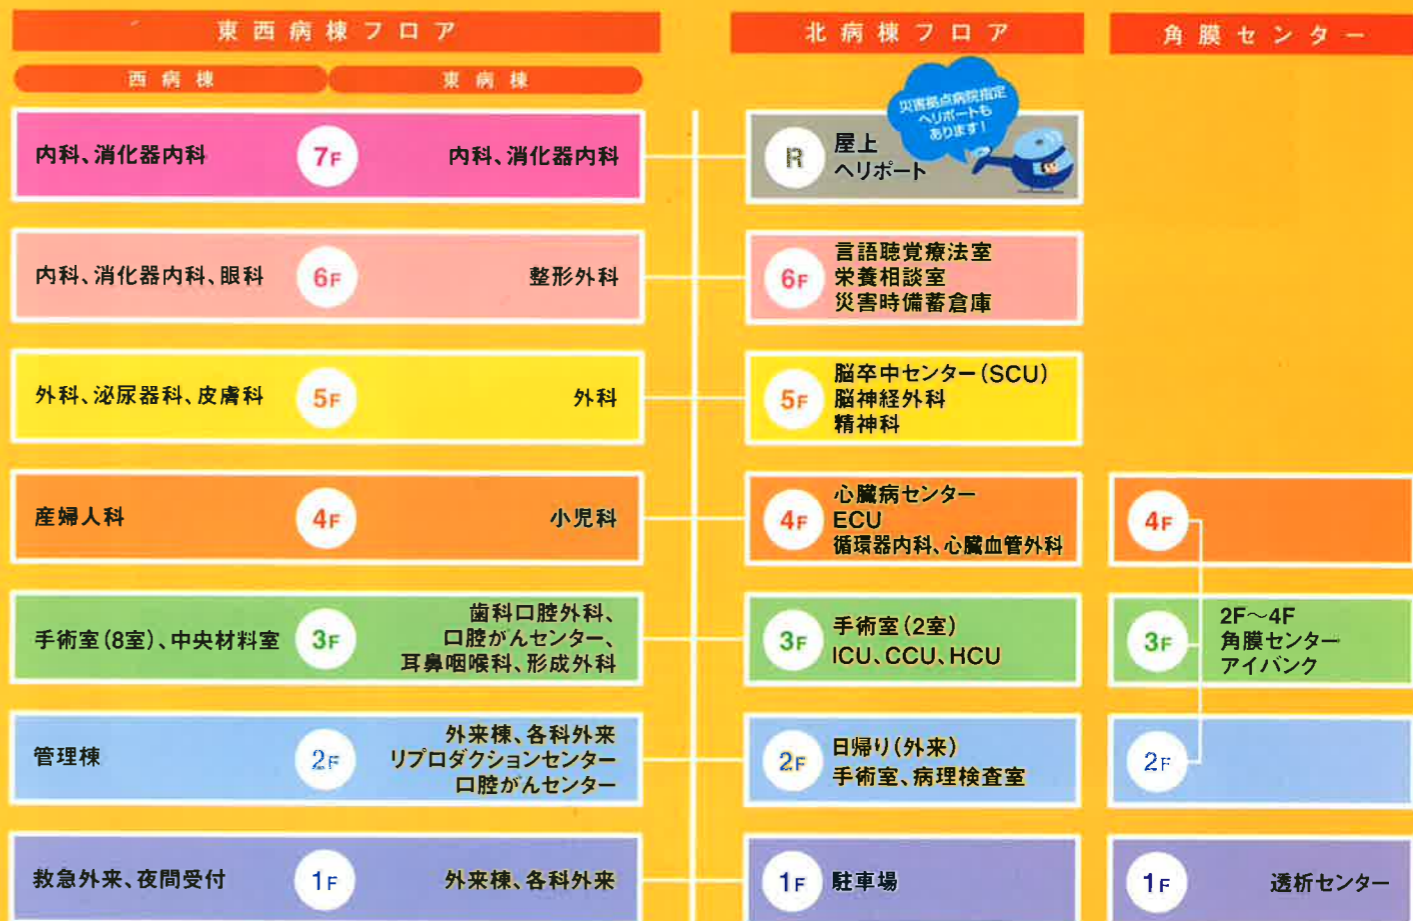 東西病棟フロア
西病棟
東病棟
内科、消化器内科
7F
内科、消化器内科
内科、消化器内科、眼科
6F
整形外科
外科、泌尿器科、皮膚科
5F
外科
産婦人科
4F
小児科
手術室(8室)、中央材料室
3F
歯科口腔外科、
口腔がんセンター、
耳鼻咽喉科、形成外科
管理棟
2F
外来棟、各科外来
リプロダクションセンター
口腔がんセンター
救急外来、夜間受付
1F
外来棟、各科外来
北病棟フロア
災害拠点病院指定
ヘリポートも
あります!
R
屋上
ヘリポート
6F
言語聴覚療法室
栄養相談室
災害時備蓄倉庫
5F
脳卒中センター(SCU)
脳神経外科
精神科
4F
心臓病センター
ECU
循環器内科、心臓血管外科
3F
手術室(2室)
ICU、CCU、HCU
2F
日帰り(外来)
手術室、病理検査室
1F
駐車場
角膜センター
4F
3F
2F〜4F
角膜センター
アイバンク
2F
1F
透析センター